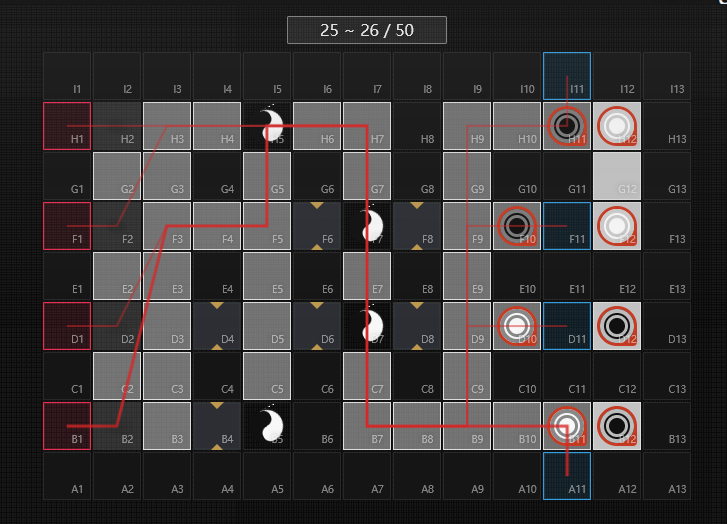 25 ~ 26 / 50
I1 I2 I3 I4 I5 I6 I7 I8 I9 I10 I11 I12 I13
H1 H2 H3 H4 H5 H6 H7 H8 H9 H10 H11 H12 H13
G1 G2 G3 G4 G5 G6 G7 G8 G9 G10 G11 G12 G13
F1 F2 F3 F4 F5 F6 F7 F8 F9 F10 F11 F12 F13
E1 E2 E3 E4 E5 E6 E7 E8 E9 E10 E11 E12 E13
D1 D2 D3 D4 D5 D6 D7 D8 D9 D10 D11 D12 D13
C1 C2 C3 C4 C5 C6 C7 C8 C9 C10 C11 C12 C13
B1 B2 B3 B4 B5 B6 B7 B8 B9 B10 B11 B12 B13
A1 A2 A3 A4 A5 A6 A7 A8 A9 A10 A11 A12 A13